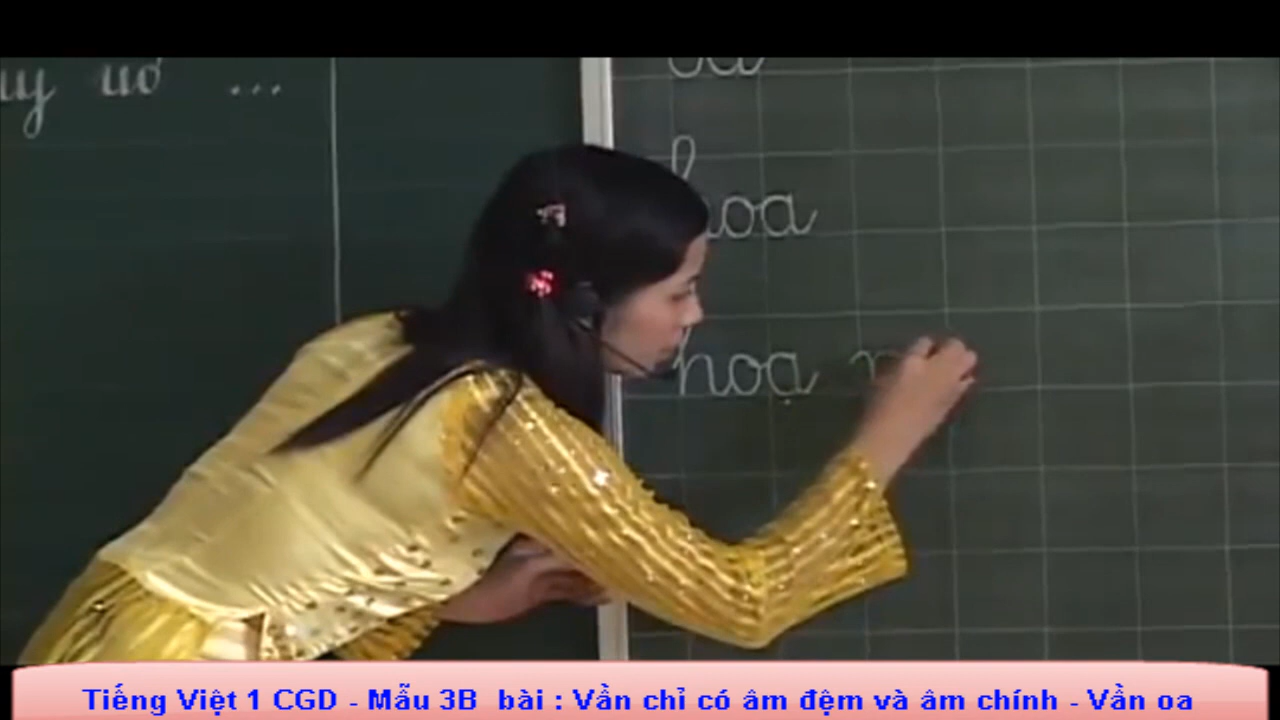 uy uơ ...
oa
hoa
hoạ
Tiếng Việt 1 CGD - Mẫu 3B bài : Vần chỉ có âm đệm và âm chính - Vần oa